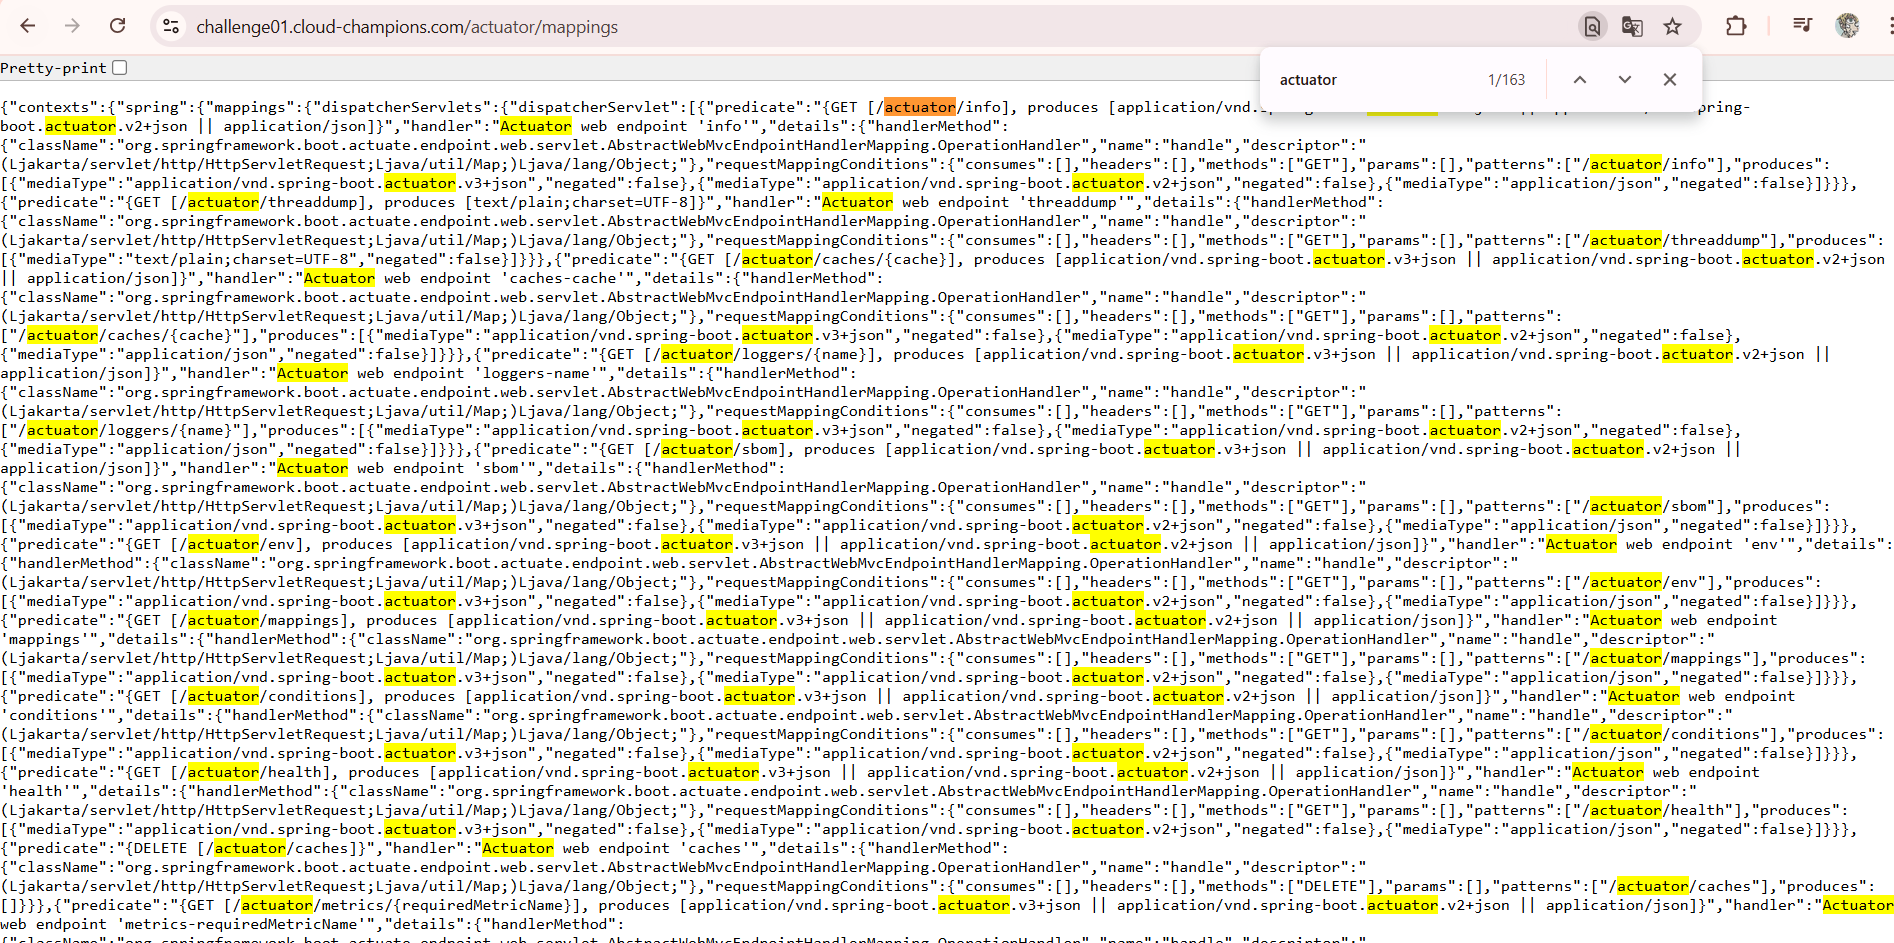 challenge01.cloud-champions.com/actuator/mappings
Pretty-print
actuator 1/163
{"contexts":{"spring":{"mappings":{"dispatcherServlets":{"dispatcherServlet":[{"predicate":"{GET [/actuator/info], produces [application/vnd.spring-
boot.actuator.v2+json || application/json]}","handler":"Actuator web endpoint 'info'","details":{"handlerMethod":
{"className":"org.springframework.boot.actuate.endpoint.web.servlet.AbstractWebMvcEndpointHandlerMapping.OperationHandler","name":"handle","descriptor":"
(Ljakarta/servlet/http/HttpServletRequest;Ljava/util/Map;)Ljava/lang/Object;"},"requestMappingConditions":{"consumes":[],"headers":[],"methods":["GET"],"params":[],"patterns":["/actuator/info"],"produces":
[{"mediaType":"application/vnd.spring-boot.actuator.v3+json","negated":false},{"mediaType":"application/vnd.spring-boot.actuator.v2+json","negated":false},{"mediaType":"application/json","negated":false}]}}},
{"predicate":"{GET [/actuator/threaddump], produces [text/plain;charset=UTF-8]}","handler":"Actuator web endpoint 'threaddump'","details":{"handlerMethod":
{"className":"org.springframework.boot.actuate.endpoint.web.servlet.AbstractWebMvcEndpointHandlerMapping.OperationHandler","name":"handle","descriptor":"
(Ljakarta/servlet/http/HttpServletRequest;Ljava/util/Map;)Ljava/lang/Object;"},"requestMappingConditions":{"consumes":[],"headers":[],"methods":["GET"],"params":[],"patterns":["/actuator/threaddump"],"produces":
[{"mediaType":"text/plain;charset=UTF-8","negated":false}]}}},{"predicate":"{GET [/actuator/caches/{cache}], produces [application/vnd.spring-boot.actuator.v3+json || application/vnd.spring-boot.actuator.v2+json
|| application/json]}","handler":"Actuator web endpoint 'caches-cache'","details":{"handlerMethod":
{"className":"org.springframework.boot.actuate.endpoint.web.servlet.AbstractWebMvcEndpointHandlerMapping.OperationHandler","name":"handle","descriptor":"
(Ljakarta/servlet/http/HttpServletRequest;Ljava/util/Map;)Ljava/lang/Object;"},"requestMappingConditions":{"consumes":[],"headers":[],"methods":["GET"],"params":[],"patterns":
["/actuator/caches/{cache}"],"produces":[{"mediaType":"application/vnd.spring-boot.actuator.v3+json","negated":false},{"mediaType":"application/vnd.spring-boot.actuator.v2+json","negated":false},
{"mediaType":"application/json","negated":false}]}}},{"predicate":"{GET [/actuator/loggers/{name}], produces [application/vnd.spring-boot.actuator.v3+json || application/vnd.spring-boot.actuator.v2+json ||
application/json]}","handler":"Actuator web endpoint 'loggers-name'","details":{"handlerMethod":
{"className":"org.springframework.boot.actuate.endpoint.web.servlet.AbstractWebMvcEndpointHandlerMapping.OperationHandler","name":"handle","descriptor":"
(Ljakarta/servlet/http/HttpServletRequest;Ljava/util/Map;)Ljava/lang/Object;"},"requestMappingConditions":{"consumes":[],"headers":[],"methods":["GET"],"params":[],"patterns":
["/actuator/loggers/{name}"],"produces":[{"mediaType":"application/vnd.spring-boot.actuator.v3+json","negated":false},{"mediaType":"application/vnd.spring-boot.actuator.v2+json","negated":false},
{"mediaType":"application/json","negated":false}]}}},{"predicate":"{GET [/actuator/sbom], produces [application/vnd.spring-boot.actuator.v3+json || application/vnd.spring-boot.actuator.v2+json ||
application/json]}","handler":"Actuator web endpoint 'sbom'","details":{"handlerMethod":
{"className":"org.springframework.boot.actuate.endpoint.web.servlet.AbstractWebMvcEndpointHandlerMapping.OperationHandler","name":"handle","descriptor":"
(Ljakarta/servlet/http/HttpServletRequest;Ljava/util/Map;)Ljava/lang/Object;"},"requestMappingConditions":{"consumes":[],"headers":[],"methods":["GET"],"params":[],"patterns":["/actuator/sbom"],"produces":
[{"mediaType":"application/vnd.spring-boot.actuator.v3+json","negated":false},{"mediaType":"application/vnd.spring-boot.actuator.v2+json","negated":false},{"mediaType":"application/json","negated":false}]}}},
{"predicate":"{GET [/actuator/env], produces [application/vnd.spring-boot.actuator.v3+json || application/vnd.spring-boot.actuator.v2+json || application/json]}","handler":"Actuator web endpoint 'env'","details":
{"handlerMethod":{"className":"org.springframework.boot.actuate.endpoint.web.servlet.AbstractWebMvcEndpointHandlerMapping.OperationHandler","name":"handle","descriptor":"
(Ljakarta/servlet/http/HttpServletRequest;Ljava/util/Map;)Ljava/lang/Object;"},"requestMappingConditions":{"consumes":[],"headers":[],"methods":["GET"],"params":[],"patterns":["/actuator/env"],"produces":
[{"mediaType":"application/vnd.spring-boot.actuator.v3+json","negated":false},{"mediaType":"application/vnd.spring-boot.actuator.v2+json","negated":false},{"mediaType":"application/json","negated":false}]}}},
{"predicate":"{GET [/actuator/mappings], produces [application/vnd.spring-boot.actuator.v3+json || application/vnd.spring-boot.actuator.v2+json || application/json]}","handler":"Actuator web endpoint
'mappings'","details":{"handlerMethod":{"className":"org.springframework.boot.actuate.endpoint.web.servlet.AbstractWebMvcEndpointHandlerMapping.OperationHandler","name":"handle","descriptor":"
(Ljakarta/servlet/http/HttpServletRequest;Ljava/util/Map;)Ljava/lang/Object;"},"requestMappingConditions":{"consumes":[],"headers":[],"methods":["GET"],"params":[],"patterns":["/actuator/mappings"],"produces":
[{"mediaType":"application/vnd.spring-boot.actuator.v3+json","negated":false},{"mediaType":"application/vnd.spring-boot.actuator.v2+json","negated":false},{"mediaType":"application/json","negated":false}]}}},
{"predicate":"{GET [/actuator/conditions], produces [application/vnd.spring-boot.actuator.v3+json || application/vnd.spring-boot.actuator.v2+json || application/json]}","handler":"Actuator web endpoint
'conditions'","details":{"handlerMethod":{"className":"org.springframework.boot.actuate.endpoint.web.servlet.AbstractWebMvcEndpointHandlerMapping.OperationHandler","name":"handle","descriptor":"
(Ljakarta/servlet/http/HttpServletRequest;Ljava/util/Map;)Ljava/lang/Object;"},"requestMappingConditions":{"consumes":[],"headers":[],"methods":["GET"],"params":[],"patterns":["/actuator/conditions"],"produces":
[{"mediaType":"application/vnd.spring-boot.actuator.v3+json","negated":false},{"mediaType":"application/vnd.spring-boot.actuator.v2+json","negated":false},{"mediaType":"application/json","negated":false}]}}},
{"predicate":"{GET [/actuator/health], produces [application/vnd.spring-boot.actuator.v3+json || application/vnd.spring-boot.actuator.v2+json || application/json]}","handler":"Actuator web endpoint
'health'","details":{"handlerMethod":{"className":"org.springframework.boot.actuate.endpoint.web.servlet.AbstractWebMvcEndpointHandlerMapping.OperationHandler","name":"handle","descriptor":"
(Ljakarta/servlet/http/HttpServletRequest;Ljava/util/Map;)Ljava/lang/Object;"},"requestMappingConditions":{"consumes":[],"headers":[],"methods":["GET"],"params":[],"patterns":["/actuator/health"],"produces":
[{"mediaType":"application/vnd.spring-boot.actuator.v3+json","negated":false},{"mediaType":"application/vnd.spring-boot.actuator.v2+json","negated":false},{"mediaType":"application/json","negated":false}]}}},
{"predicate":"{DELETE [/actuator/caches]}","handler":"Actuator web endpoint 'caches'","details":{"handlerMethod":
{"className":"org.springframework.boot.actuate.endpoint.web.servlet.AbstractWebMvcEndpointHandlerMapping.OperationHandler","name":"handle","descriptor":"
(Ljakarta/servlet/http/HttpServletRequest;Ljava/util/Map;)Ljava/lang/Object;"},"requestMappingConditions":{"consumes":[],"headers":[],"methods":["DELETE"],"params":[],"patterns":["/actuator/caches"],"produces":
[]}}},{"predicate":"{GET [/actuator/metrics/{requiredMetricName}], produces [application/vnd.spring-boot.actuator.v3+json || application/vnd.spring-boot.actuator.v2+json || application/json]}","handler":"Actuator
web endpoint 'metrics-requiredMetricName'","details":{"handlerMethod":
{"className":"org.springframework.boot.actuate.endpoint.web.servlet.AbstractWebMvcEndpointHandlerMapping.OperationHandler","name":"handle","descriptor":"